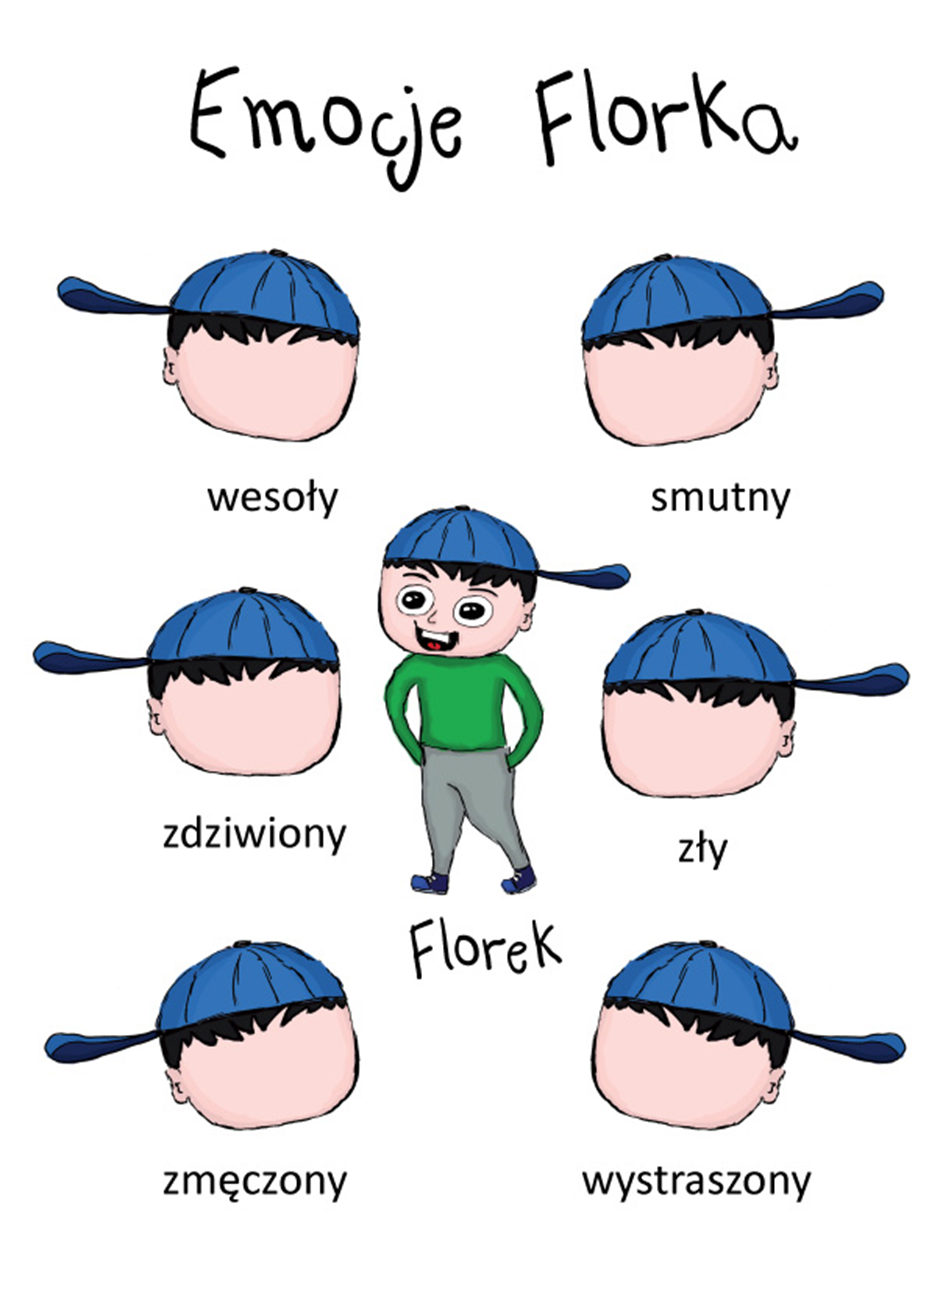 Emocje Florka
wesoły
smutny
zdziwiony
zły
Florek
zmęczony
wystraszony